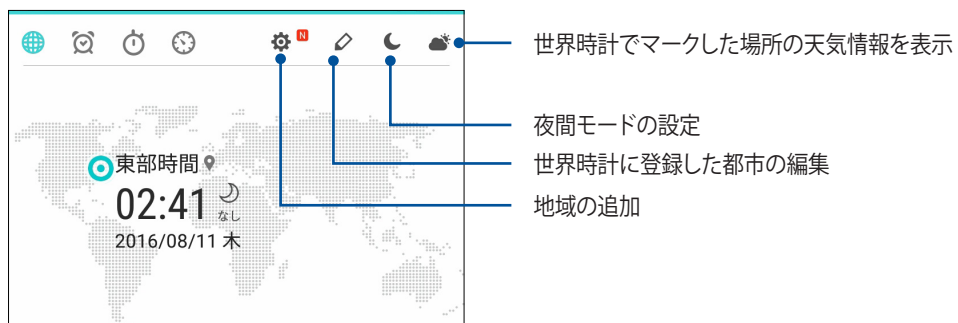 N
世界時計でマークした場所の天気情報を表示
夜間モードの設定
世界時計に登録した都市の編集
地域の追加
東部時間
02:41
なし
2016/08/11 木